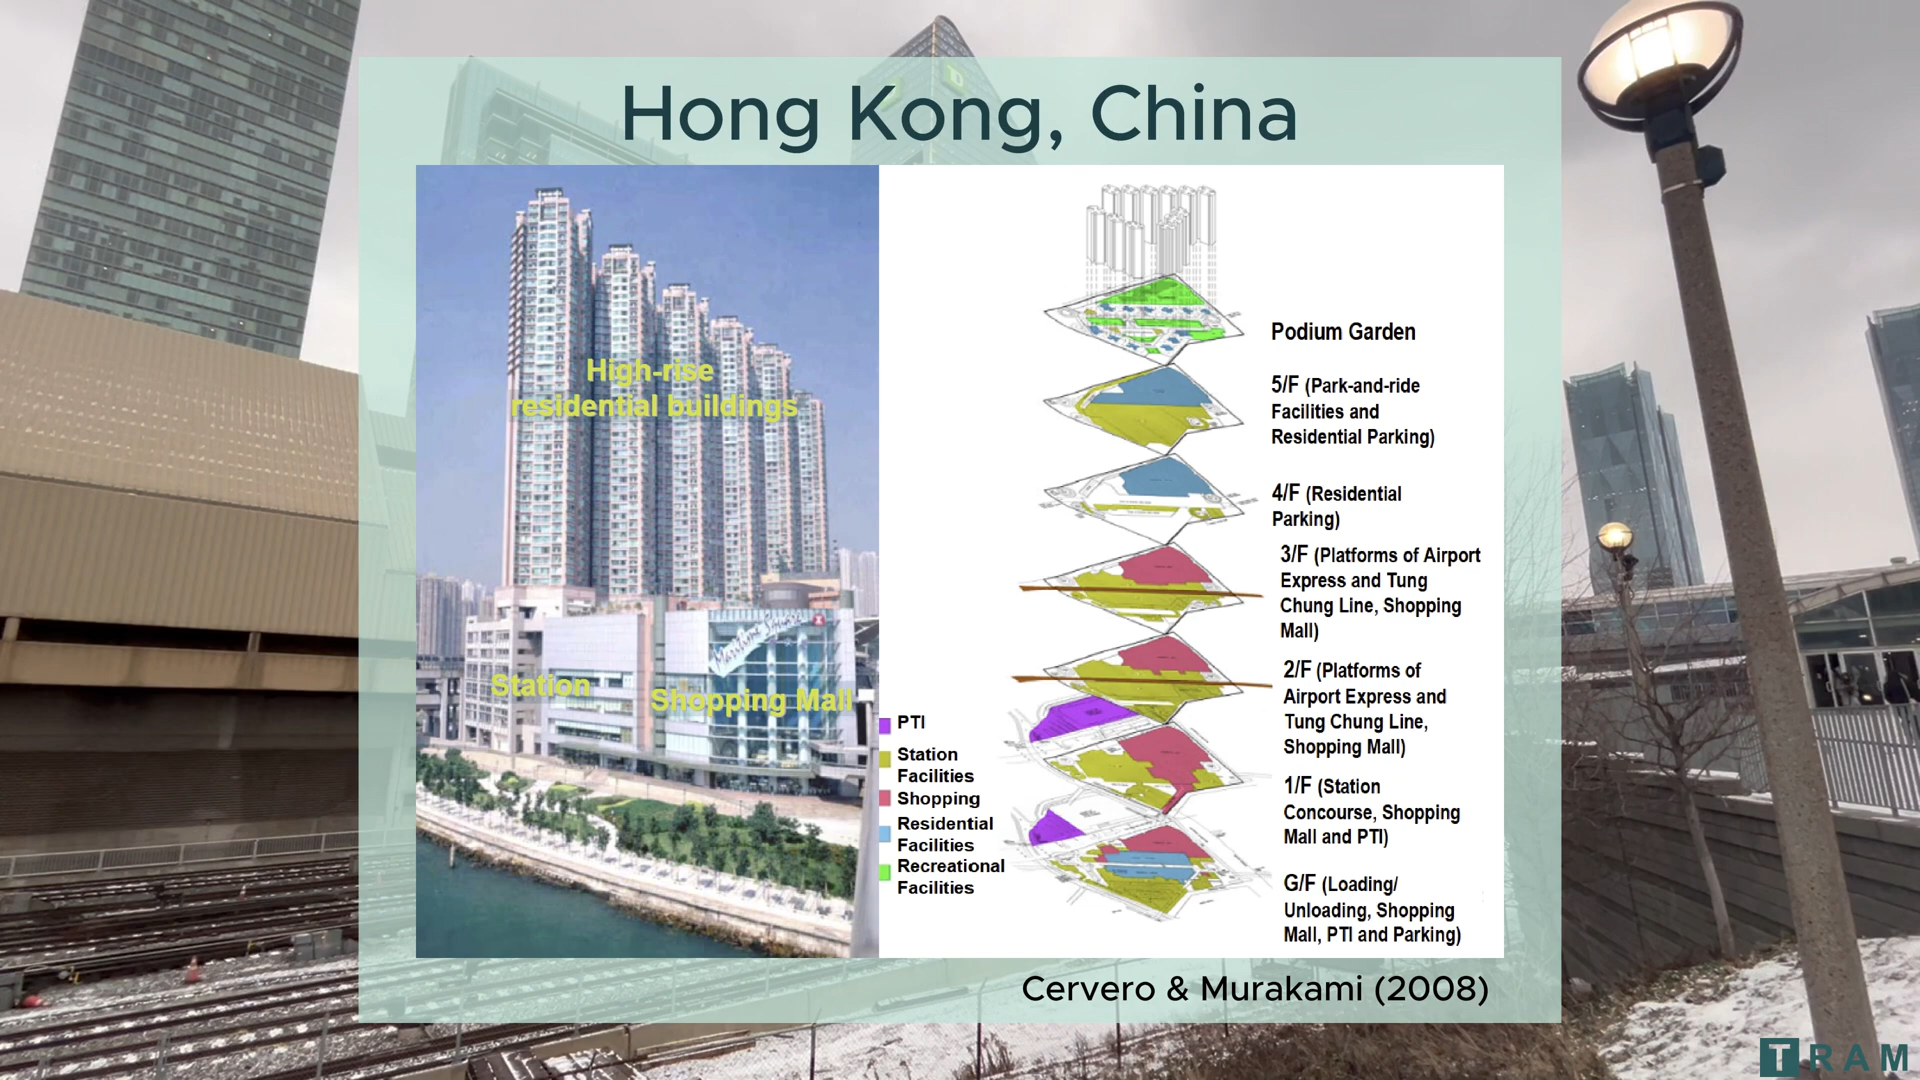 Hong Kong, China
High-rise
residential buildings
Maritime Square
Station
Shopping Mall
PTI
Station
Facilities
Shopping
Residential
Facilities
Recreational
Facilities
Podium Garden
5/F (Park-and-ride
Facilities and
Residential Parking)
4/F (Residential
Parking)
3/F (Platforms of Airport
Express and Tung
Chung Line, Shopping
Mall)
2/F (Platforms of
Airport Express and
Tung Chung Line,
Shopping Mall)
1/F (Station
Concourse, Shopping
Mall and PTI)
G/F (Loading/
Unloading, Shopping
Mall, PTI and Parking)
Cervero & Murakami (2008)
TRAM